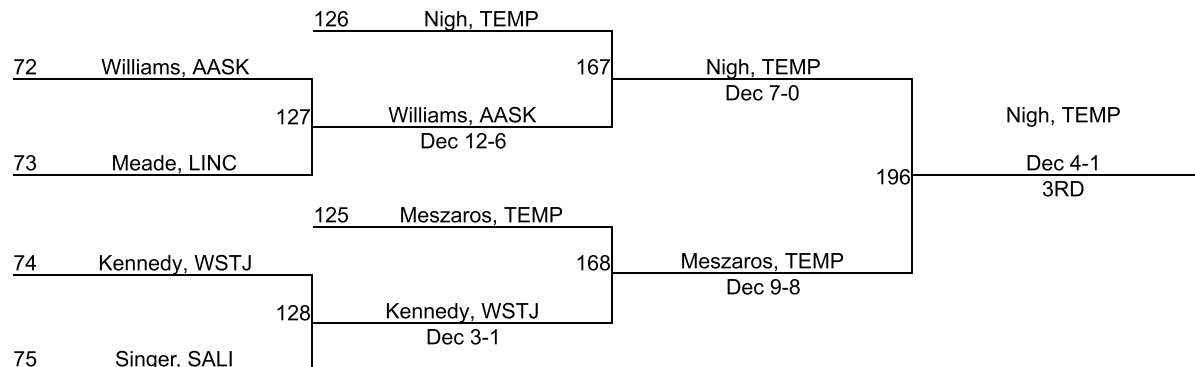 126 Nigh, TEMP
72 Williams, AASK
167 Nigh, TEMP
Dec 7-0
127 Williams, AASK
Dec 12-6
Nigh, TEMP
73 Meade, LINC
196 Dec 4-1
3RD
125 Meszaros, TEMP
74 Kennedy, WSTJ
168 Meszaros, TEMP
Dec 9-8
128 Kennedy, WSTJ
Dec 3-1
75 Singer, SALI